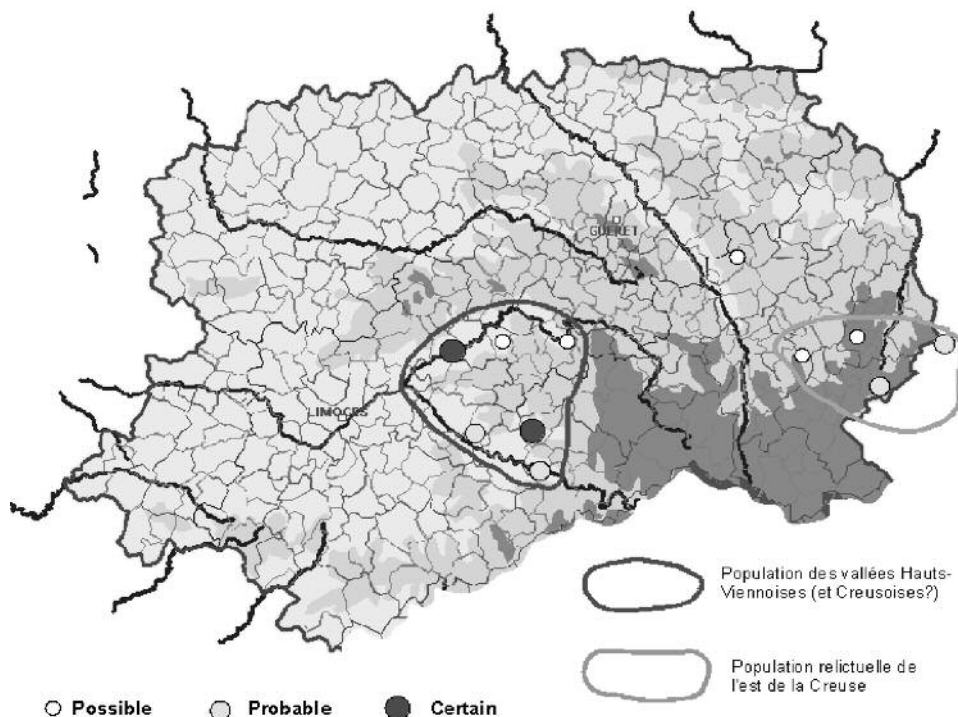 GUERET
LIMOGES
Population des vallées Hauts-
Viennoises (et Creusoises?)
Population relictuelle de
l'est de la Creuse
Possible Probable Certain